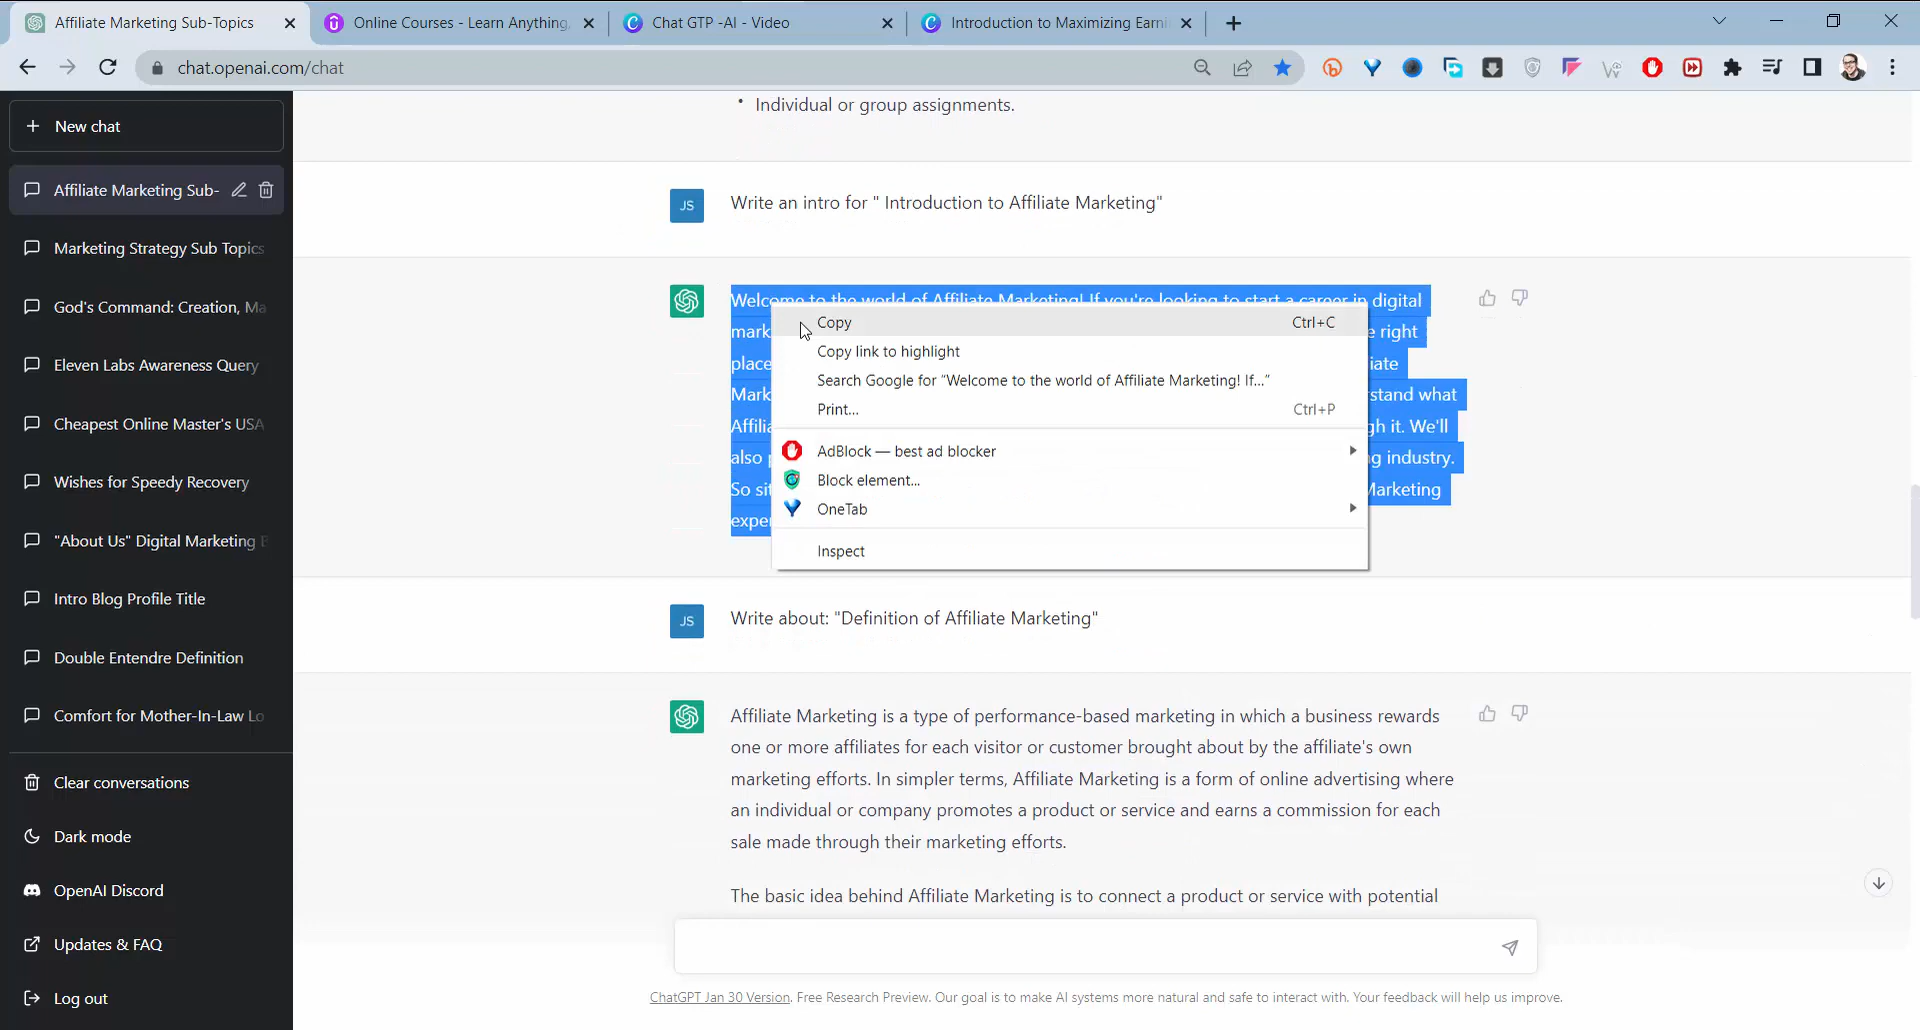 Affiliate Marketing Sub-Topics
Online Courses - Learn Anything,
Chat GTP -AI - Video
Introduction to Maximizing Earni
chat.openai.com/chat
New chat
Affiliate Marketing Sub-
Marketing Strategy Sub Topics
God's Command: Creation, Ma
Eleven Labs Awareness Query
Cheapest Online Master's USA
Wishes for Speedy Recovery
"About Us" Digital Marketing B
Intro Blog Profile Title
Double Entendre Definition
Comfort for Mother-In-Law Lo
Clear conversations
Dark mode
OpenAI Discord
Updates & FAQ
Log out
• Individual or group assignments.
JS
Write an intro for " Introduction to Affiliate Marketing"
Welcome to the world of Affiliate Marketing! If you're looking to start a career in digital
mark e right
place iate
Mark stand what
Affilia gh it. We'll
also p g industry.
So sit Marketing
exper
Copy Ctrl+C
Copy link to highlight
Search Google for “Welcome to the world of Affiliate Marketing! If...”
Print... Ctrl+P
AdBlock — best ad blocker
Block element...
OneTab
Inspect
JS
Write about: "Definition of Affiliate Marketing"
Affiliate Marketing is a type of performance-based marketing in which a business rewards
one or more affiliates for each visitor or customer brought about by the affiliate's own
marketing efforts. In simpler terms, Affiliate Marketing is a form of online advertising where
an individual or company promotes a product or service and earns a commission for each
sale made through their marketing efforts.
The basic idea behind Affiliate Marketing is to connect a product or service with potential
ChatGPT Jan 30 Version. Free Research Preview. Our goal is to make AI systems more natural and safe to interact with. Your feedback will help us improve.